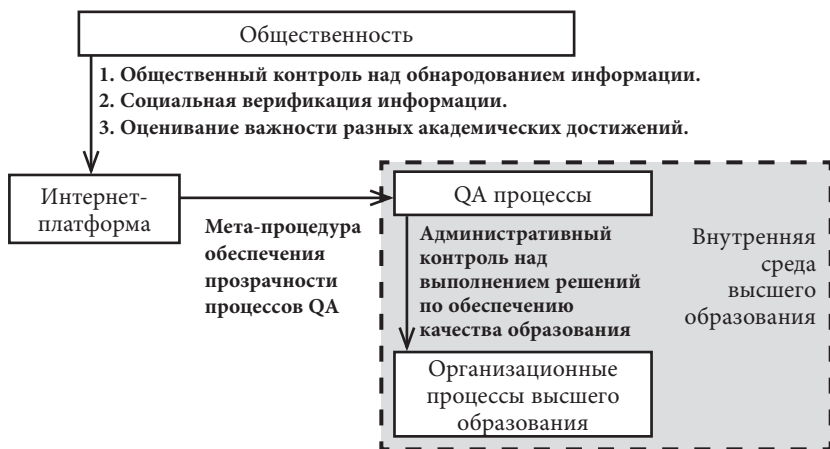 Общественность
1. Общественный контроль над обнародованием информации.
2. Социальная верификация информации.
3. Оценивание важности разных академических достижений.
Интернет-
платформа
Мета-процедура
обеспечения
прозрачности
процессов QA
QA процессы
Административный
контроль над
выполнением решений
по обеспечению
качества образования
Внутренняя
среда
высшего
образования
Организационные
процессы высшего
образования